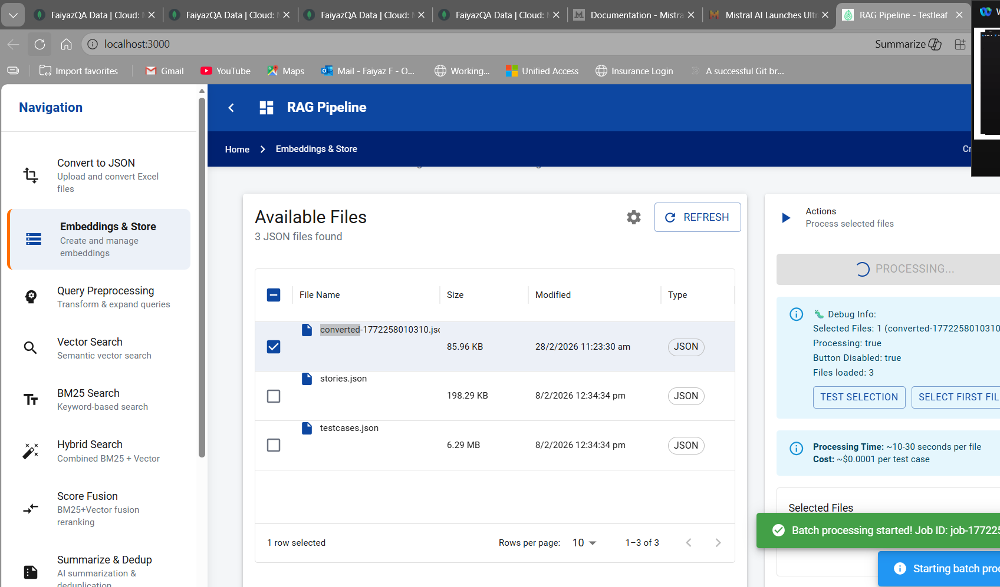 FaiyazQA Data | Cloud:
FaiyazQA Data | Cloud:
FaiyazQA Data | Cloud:
FaiyazQA Data | Cloud:
Documentation - Mistra
Mistral AI Launches Ultr
RAG Pipeline - Testleaf
localhost:3000
Summarize
Import favorites
Gmail
YouTube
Maps
Mail - Faiyaz F - O...
Working...
Unified Access
Insurance Login
A successful Git br...
Navigation
Convert to JSON
Upload and convert Excel
files
Embeddings & Store
Create and manage
embeddings
Query Preprocessing
Transform & expand queries
Vector Search
Semantic vector search
BM25 Search
Keyword-based search
Hybrid Search
Combined BM25 + Vector
Score Fusion
BM25+Vector fusion
reranking
Summarize & Dedup
AI summarization &
deduplication
RAG Pipeline
Home
Embeddings & Store
Cr
Available Files
3 JSON files found
REFRESH
File Name
Size
Modified
Type
converted-1772258010310.jso
85.96 KB
28/2/2026 11:23:30 am
JSON
stories.json
198.29 KB
8/2/2026 12:34:34 pm
JSON
testcases.json
6.29 MB
8/2/2026 12:34:34 pm
JSON
1 row selected
Rows per page:
10
1–3 of 3
Actions
Process selected files
PROCESSING...
🐛 Debug Info:
Selected Files: 1 (converted-1772258010310
Processing: true
Button Disabled: true
Files loaded: 3
TEST SELECTION
SELECT FIRST FIL
Processing Time: ~10-30 seconds per file
Cost: ~$0.0001 per test case
Selected Files
Batch processing started! Job ID: job-177225
Starting batch proc